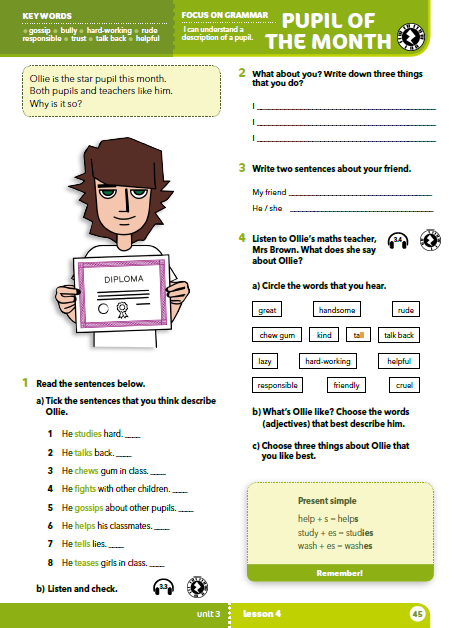 KEY WORDS
• gossip • bully • hard-working • rude
responsible • trust • talk back • helpful
FOCUS ON GRAMMAR
I can understand a
description of a pupil.
PUPIL OF
THE MONTH
Ollie is the star pupil this month.
Both pupils and teachers like him.
Why is it so?
DIPLOMA
1 Read the sentences below.
a) Tick the sentences that you think describe
Ollie.
1 He studies hard. ____
2 He talks back. ____
3 He chews gum in class. ____
4 He fights with other children. ____
5 He gossips about other pupils. ____
6 He helps his classmates. ____
7 He tells lies. ____
8 He teases girls in class. ____
b) Listen and check.
3.3
2 What about you? Write down three things
that you do?
I ____
I ____
I ____
3 Write two sentences about your friend.
My friend ____
He / she ____
4 Listen to Ollie's maths teacher,
Mrs Brown. What does she say
about Ollie?
3.4
a) Circle the words that you hear.
great handsome rude
chew gum kind tall talk back
lazy hard-working helpful
responsible friendly cruel
b) What's Ollie like? Choose the words
(adjectives) that best describe him.
c) Choose three things about Ollie that
you like best.
Present simple
help + s = helps
study + es = studies
wash + es = washes
Remember!
unit 3 lesson 4 45